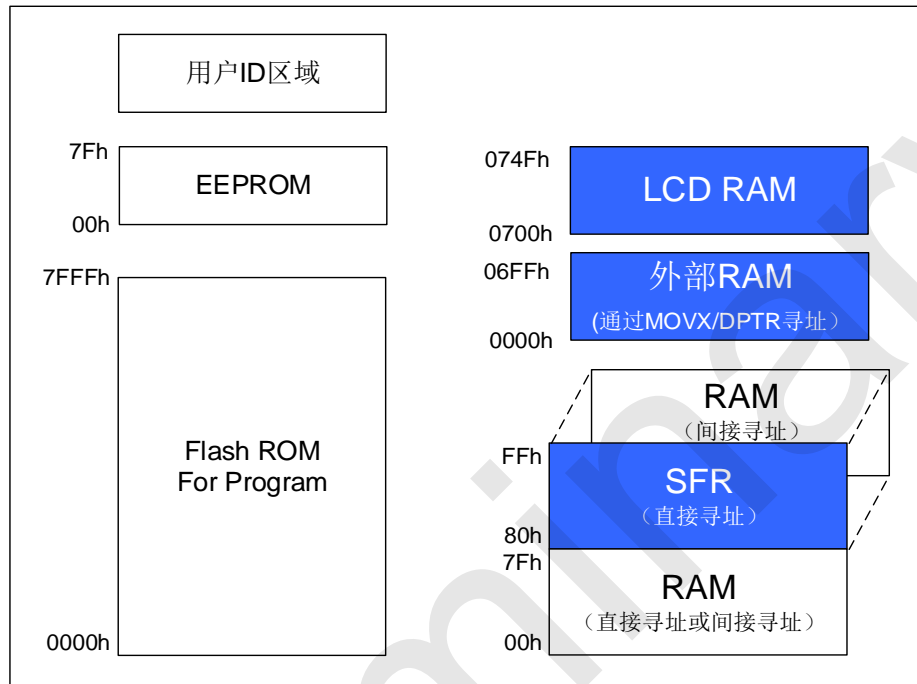 用户ID区域
7Fh
EEPROM
00h
7FFFh
Flash ROM
For Program
0000h
074Fh
LCD RAM
0700h
06FFh
外部RAM
(通过MOVX/DPTR寻址）
0000h
RAM
（间接寻址）
FFh
SFR
（直接寻址）
80h
7Fh
RAM
（直接寻址或间接寻址）
00h